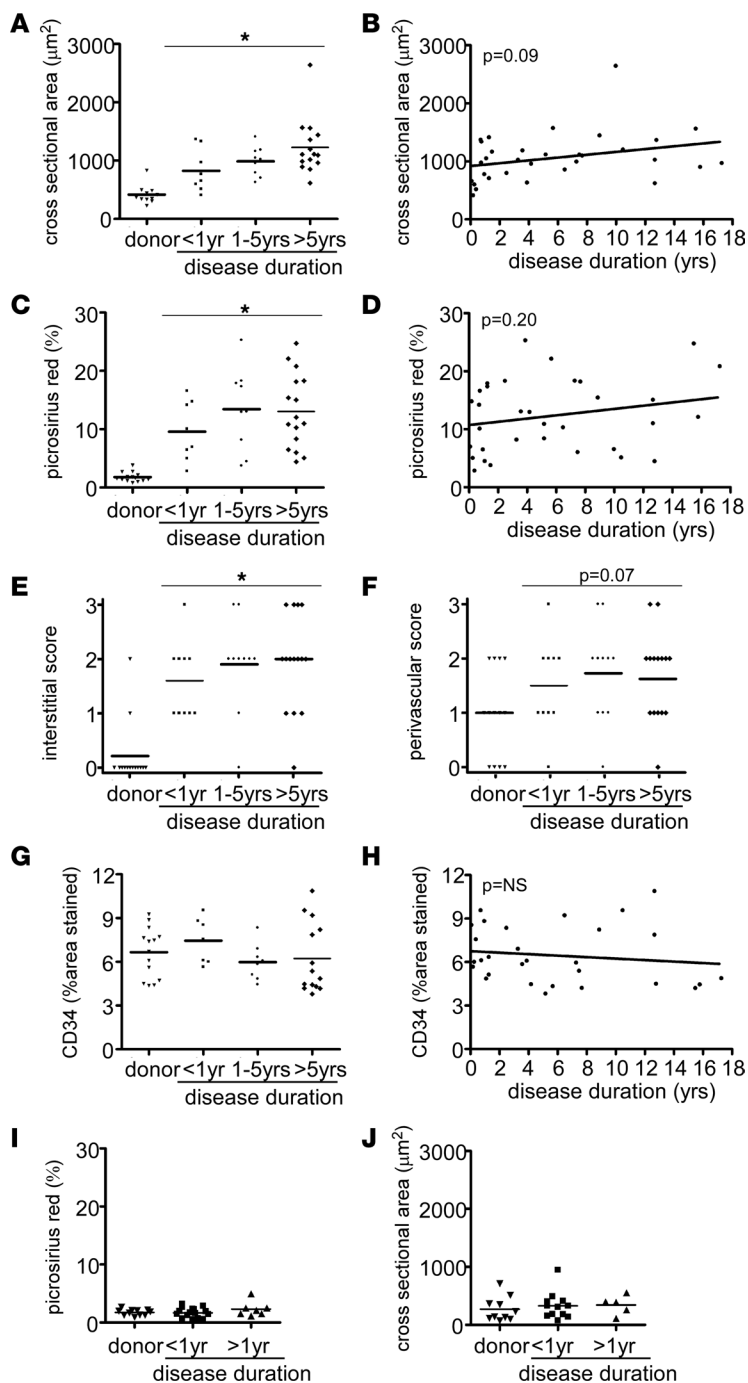 A
cross sectional area (μm2)
3000
2000
1000
0
*
donor <1yr 1-5yrs >5yrs
disease duration
B
cross sectional area (μm2)
3000
2000
1000
0
p=0.09
0 2 4 6 8 10 12 14 16 18
disease duration (yrs)
C
picrosirius red (%)
30
20
10
0
*
donor <1yr 1-5yrs >5yrs
disease duration
D
picrosirius red (%)
30
20
10
0
p=0.20
0 2 4 6 8 10 12 14 16 18
disease duration (yrs)
E
interstitial score
3
2
1
0
*
donor <1yr 1-5yrs >5yrs
disease duration
F
perivascular score
3
2
1
0
p=0.07
donor <1yr 1-5yrs >5yrs
disease duration
G
CD34 (%area stained)
12
9
6
3
0
donor <1yr 1-5yrs >5yrs
disease duration
H
CD34 (%area stained)
12
9
6
3
0
p=NS
0 2 4 6 8 10 12 14 16 18
disease duration (yrs)
I
picrosirius red (%)
30
20
10
0
donor <1yr >1yr
disease duration
J
cross sectional area (μm2)
3000
2000
1000
0
donor <1yr >1yr
disease duration